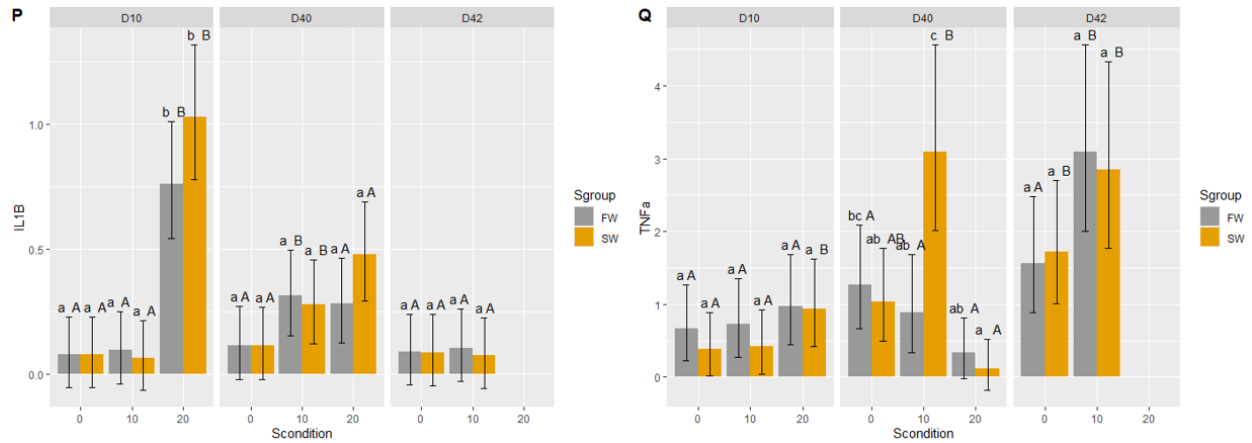 P
D10 D40 D42
b B
b B
a A a A a A a A
a A a A a B a B a A a A
a A a A a A a A
1.0
0.5
0.0
IL1B
0 10 20 0 10 20 0 10 20
Scondition
Sgroup
FW
SW
Q
D10 D40 D42
a A a A a A a A a A a B
bc A ab AB ab A c B ab A a A
a A a B a B a B
4
3
2
1
0
TNFa
0 10 20 0 10 20 0 10 20
Scondition
Sgroup
FW
SW